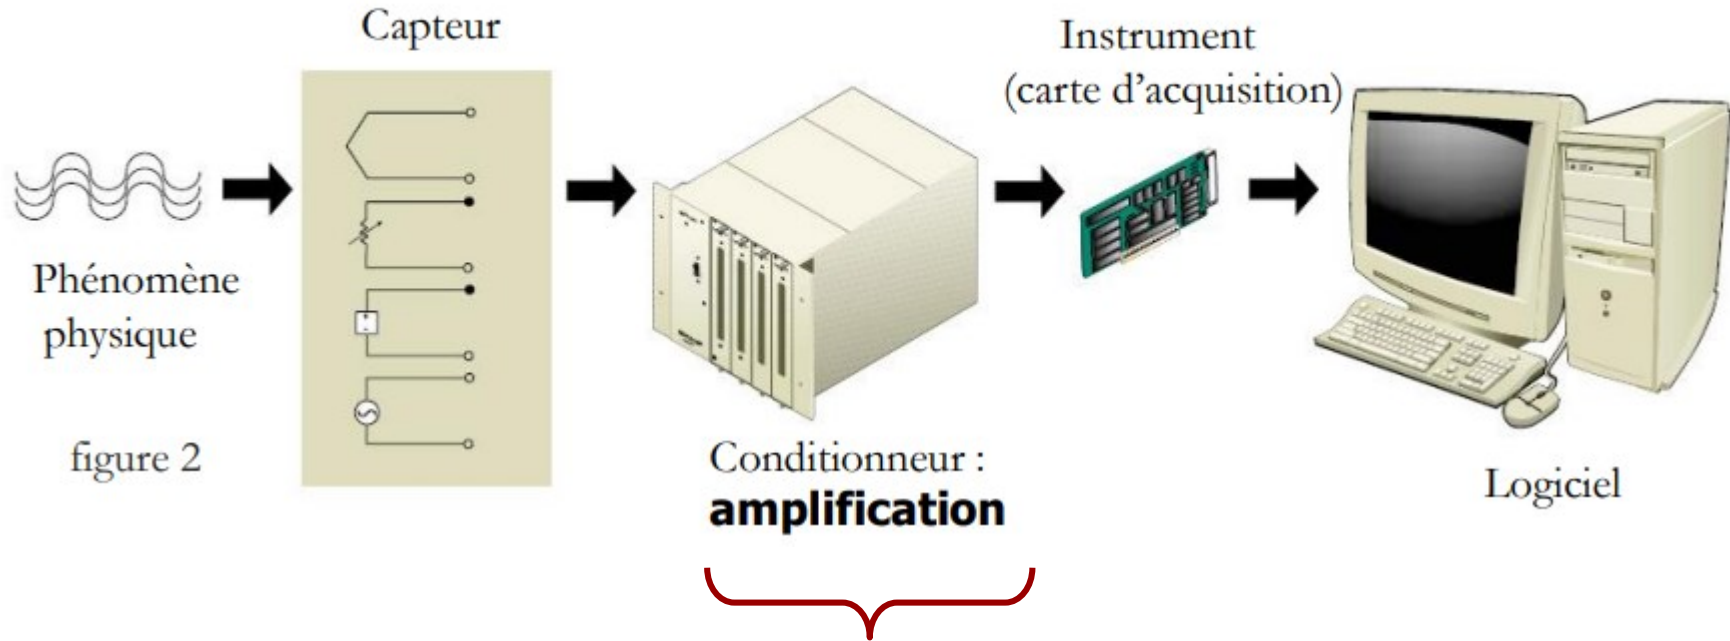 Capteur
Instrument
(carte d'acquisition)
Phénomène
physique
figure 2
Conditionneur :
amplification
Logiciel